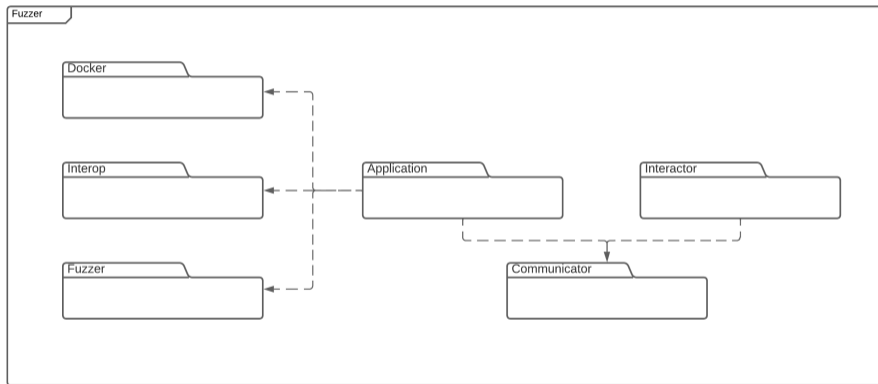 Fuzzer
Docker
Interop
Application
Interactor
Fuzzer
Communicator